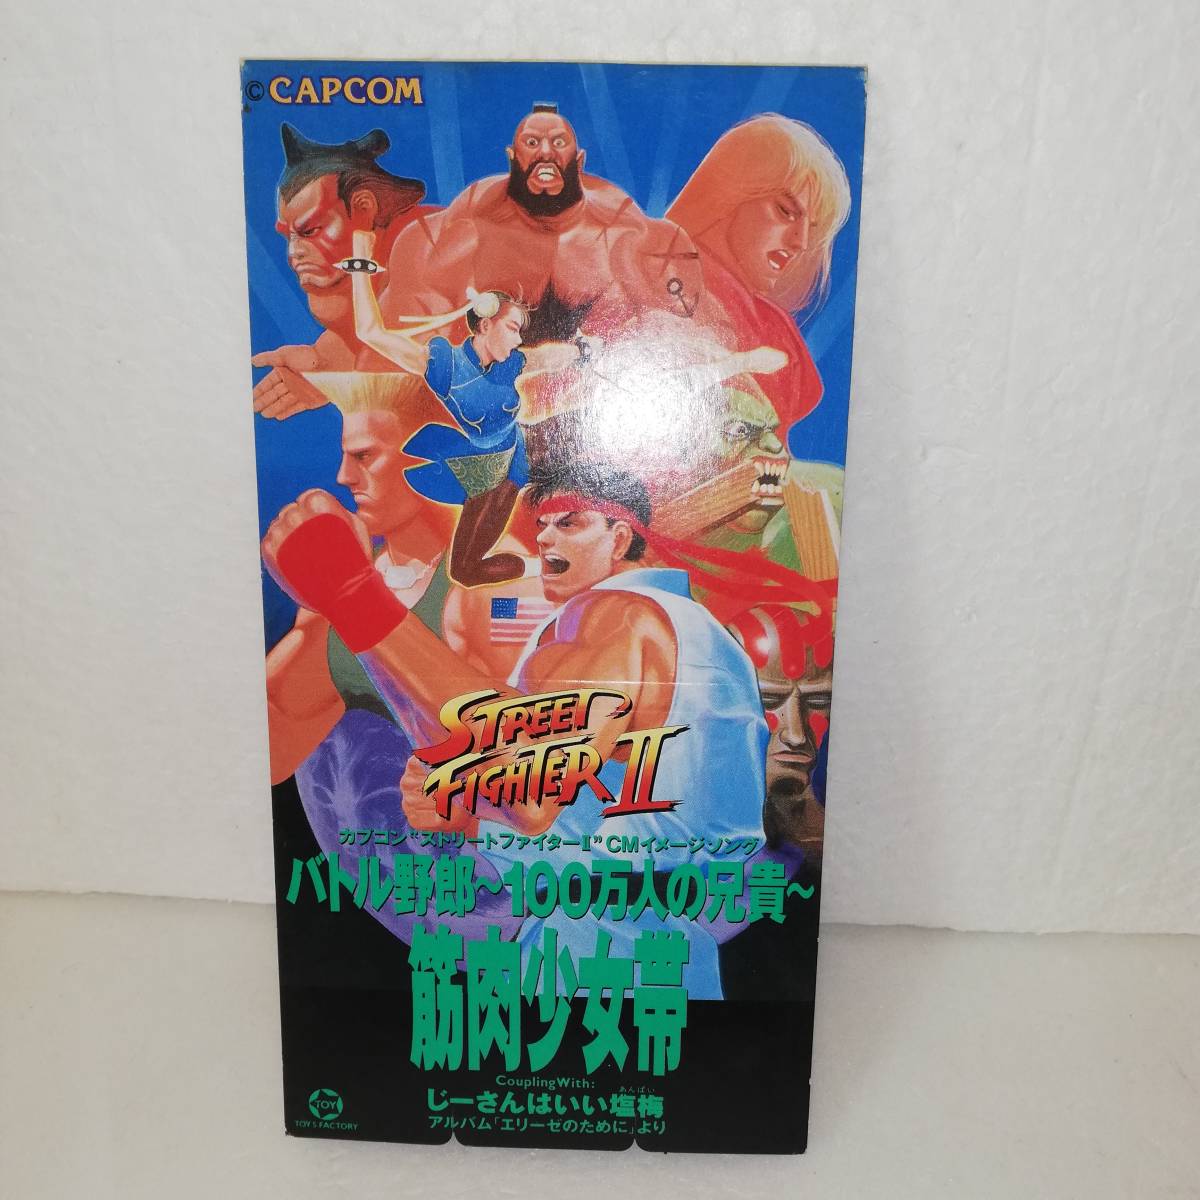 © CAPCOM
STREET
FIGHTER II
カプコン“ストリートファイターII”CMイメージソング
バトル野郎〜100万人の兄貴〜
筋肉少女帯
Coupling With:
あんばい
じーさんはいい塩梅
アルバム「エリーゼのために」より
TOY
TOY'S FACTORY